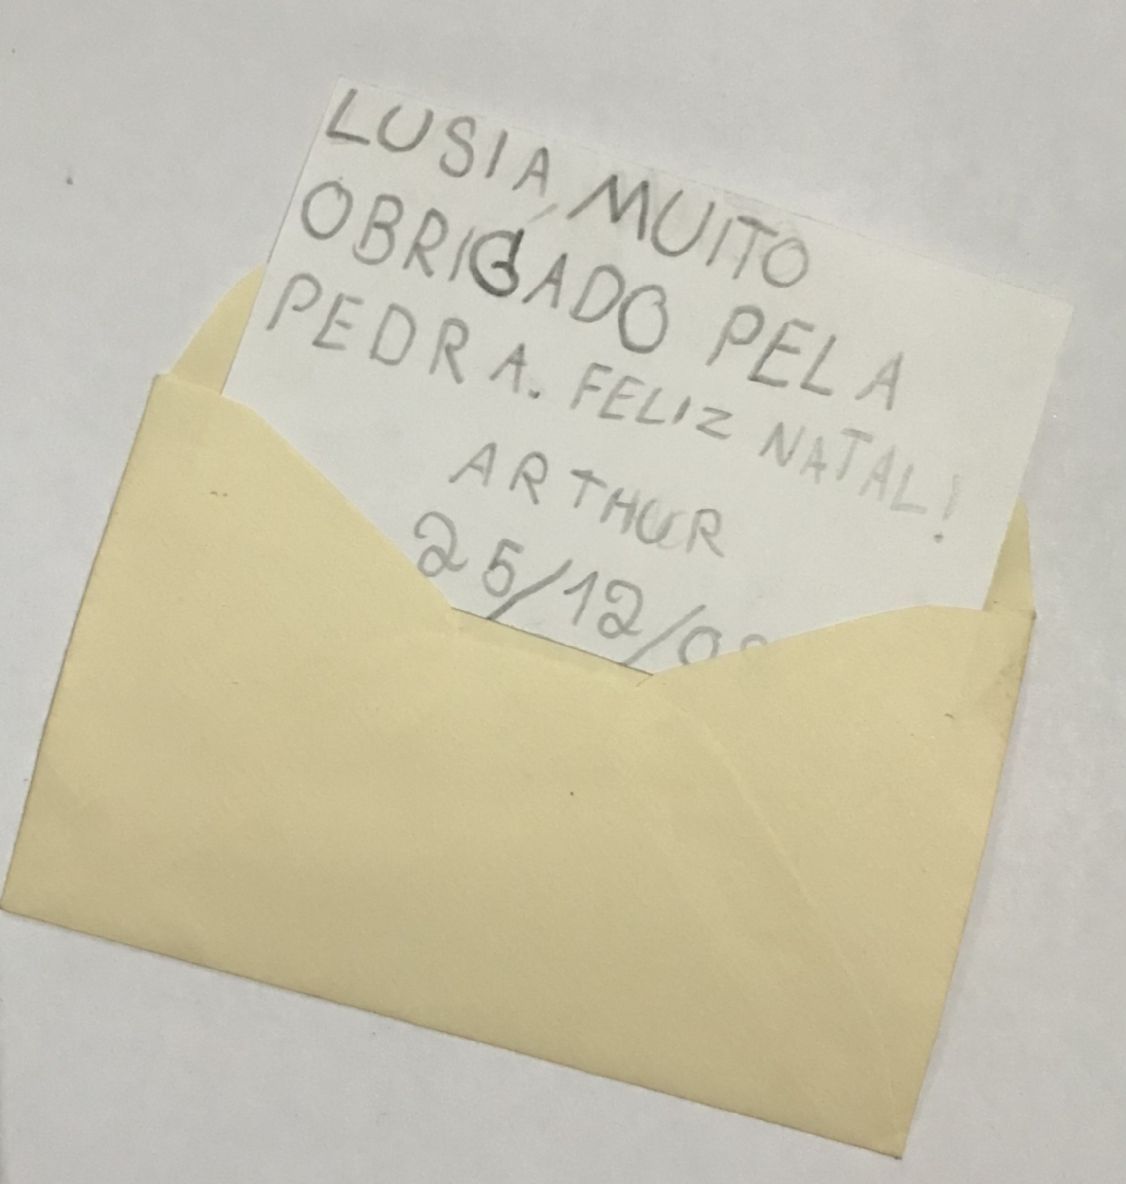 LUSIA, MUITO
OBRIGADO PELA
PEDRA. FELIZ NATAL!
ARTHUR
25/12/